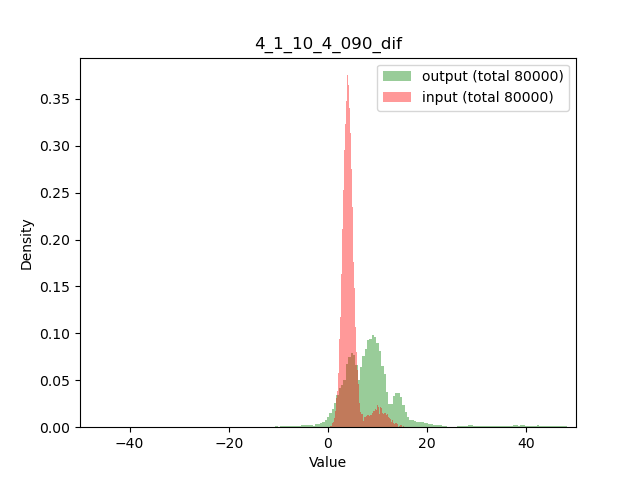 4_1_10_4_090_dif
output (total 80000)
input (total 80000)
0.35
0.30
0.25
0.20
0.15
0.10
0.05
0.00
Density
−40
−20
0
20
40
Value